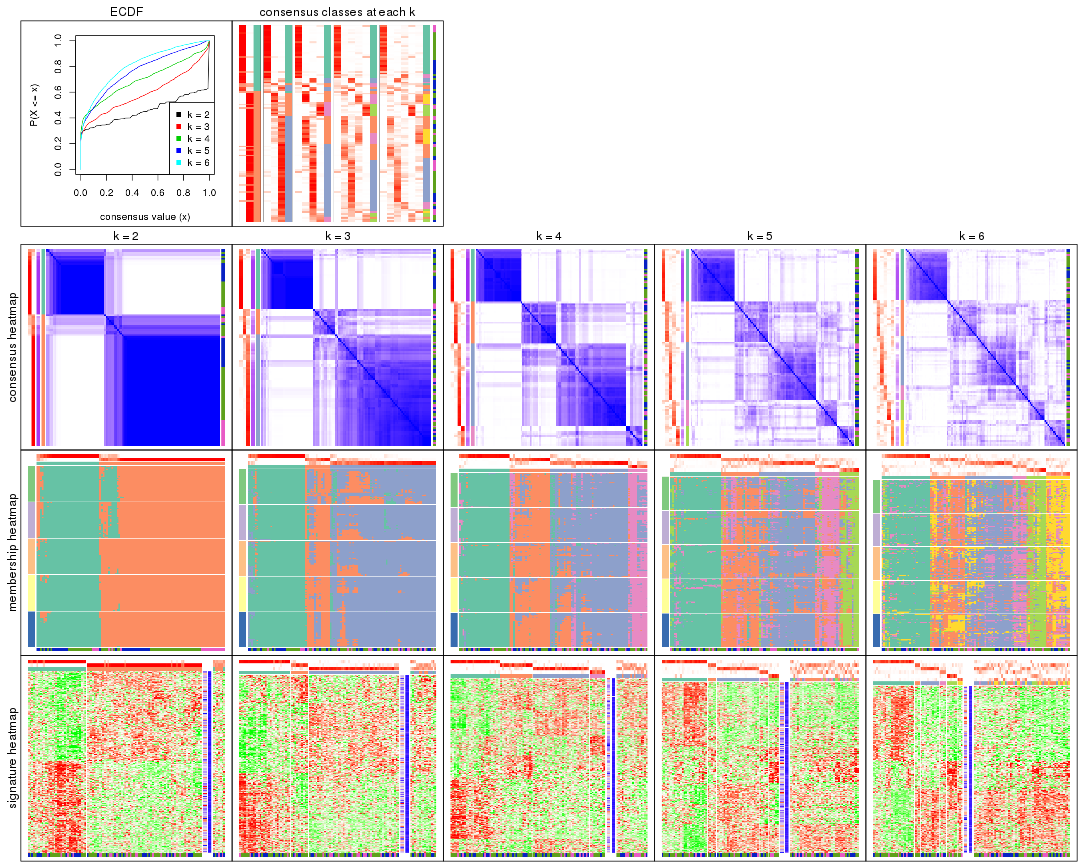 ECDF
consensus classes at each k
P(X <= x)
0.0 0.2 0.4 0.6 0.8 1.0
k = 2
k = 3
k = 4
k = 5
k = 6
0.0 0.2 0.4 0.6 0.8 1.0
consensus value (x)
k = 2 k = 3 k = 4 k = 5 k = 6
consensus heatmap
membership heatmap
signature heatmap